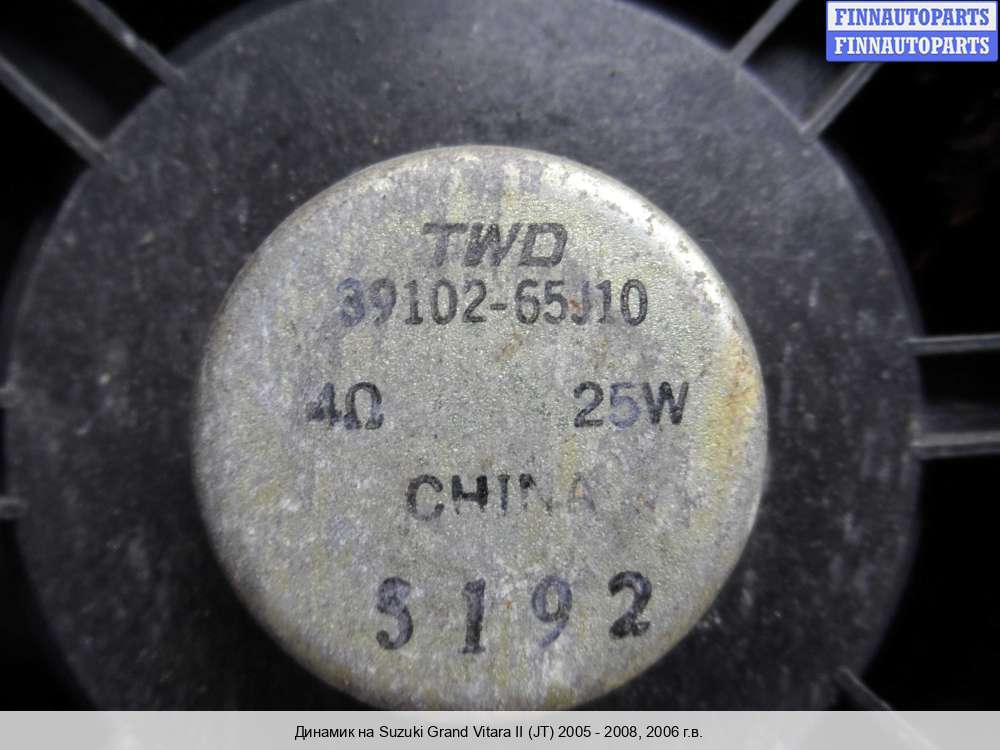 FINNAUTOPARTS
FINNAUTOPARTS
TWD
39102-65J10
4Ω 25W
CHINA
5192
Динамик на Suzuki Grand Vitara II (JT) 2005 - 2008, 2006 г.в.